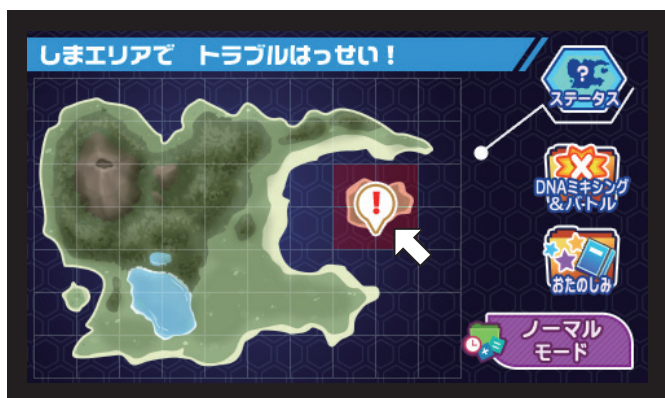 しまエリアで トラブルはっせい！
?
ステータス
!
DNAミキシング
&バトル
おたのしみ
ノーマル
モード